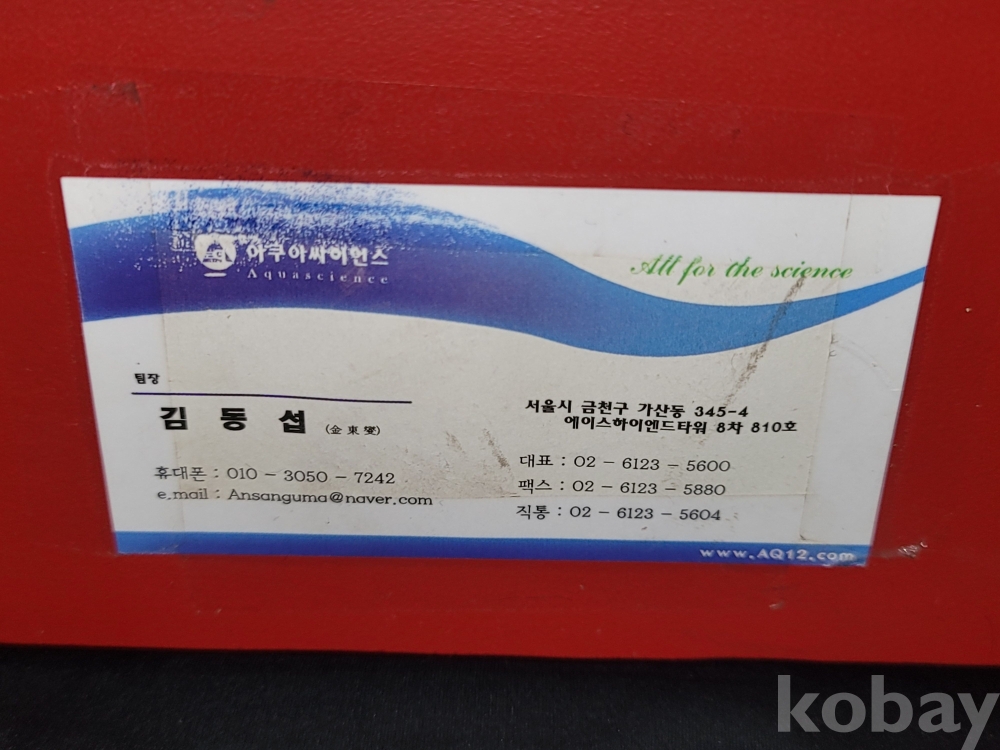 아쿠아싸이언스
Aquascience
All for the science
팀장
김 동 섭 (金東燮)
휴대폰 : 010 - 3050 - 7242
e.mail : Ansanguma@naver.com
서울시 금천구 가산동 345-4
에이스하이엔드타워 8차 810호
대표 : 02 - 6123 - 5600
팩스 : 02 - 6123 - 5880
직통 : 02 - 6123 - 5604
www.AQ12.com
kobay